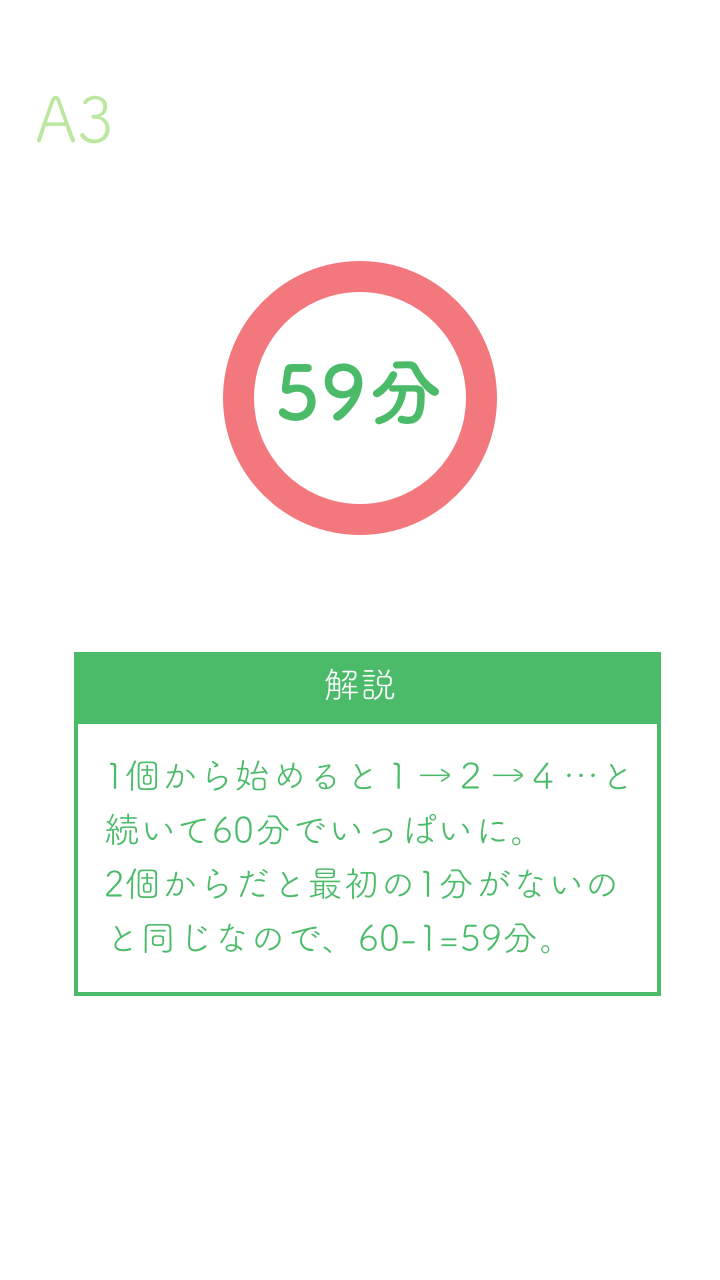 A3
59分
解説
1個から始めると1→2→4…と
続いて60分でいっぱいに。
2個からだと最初の1分がないの
と同じなので、60-1=59分。